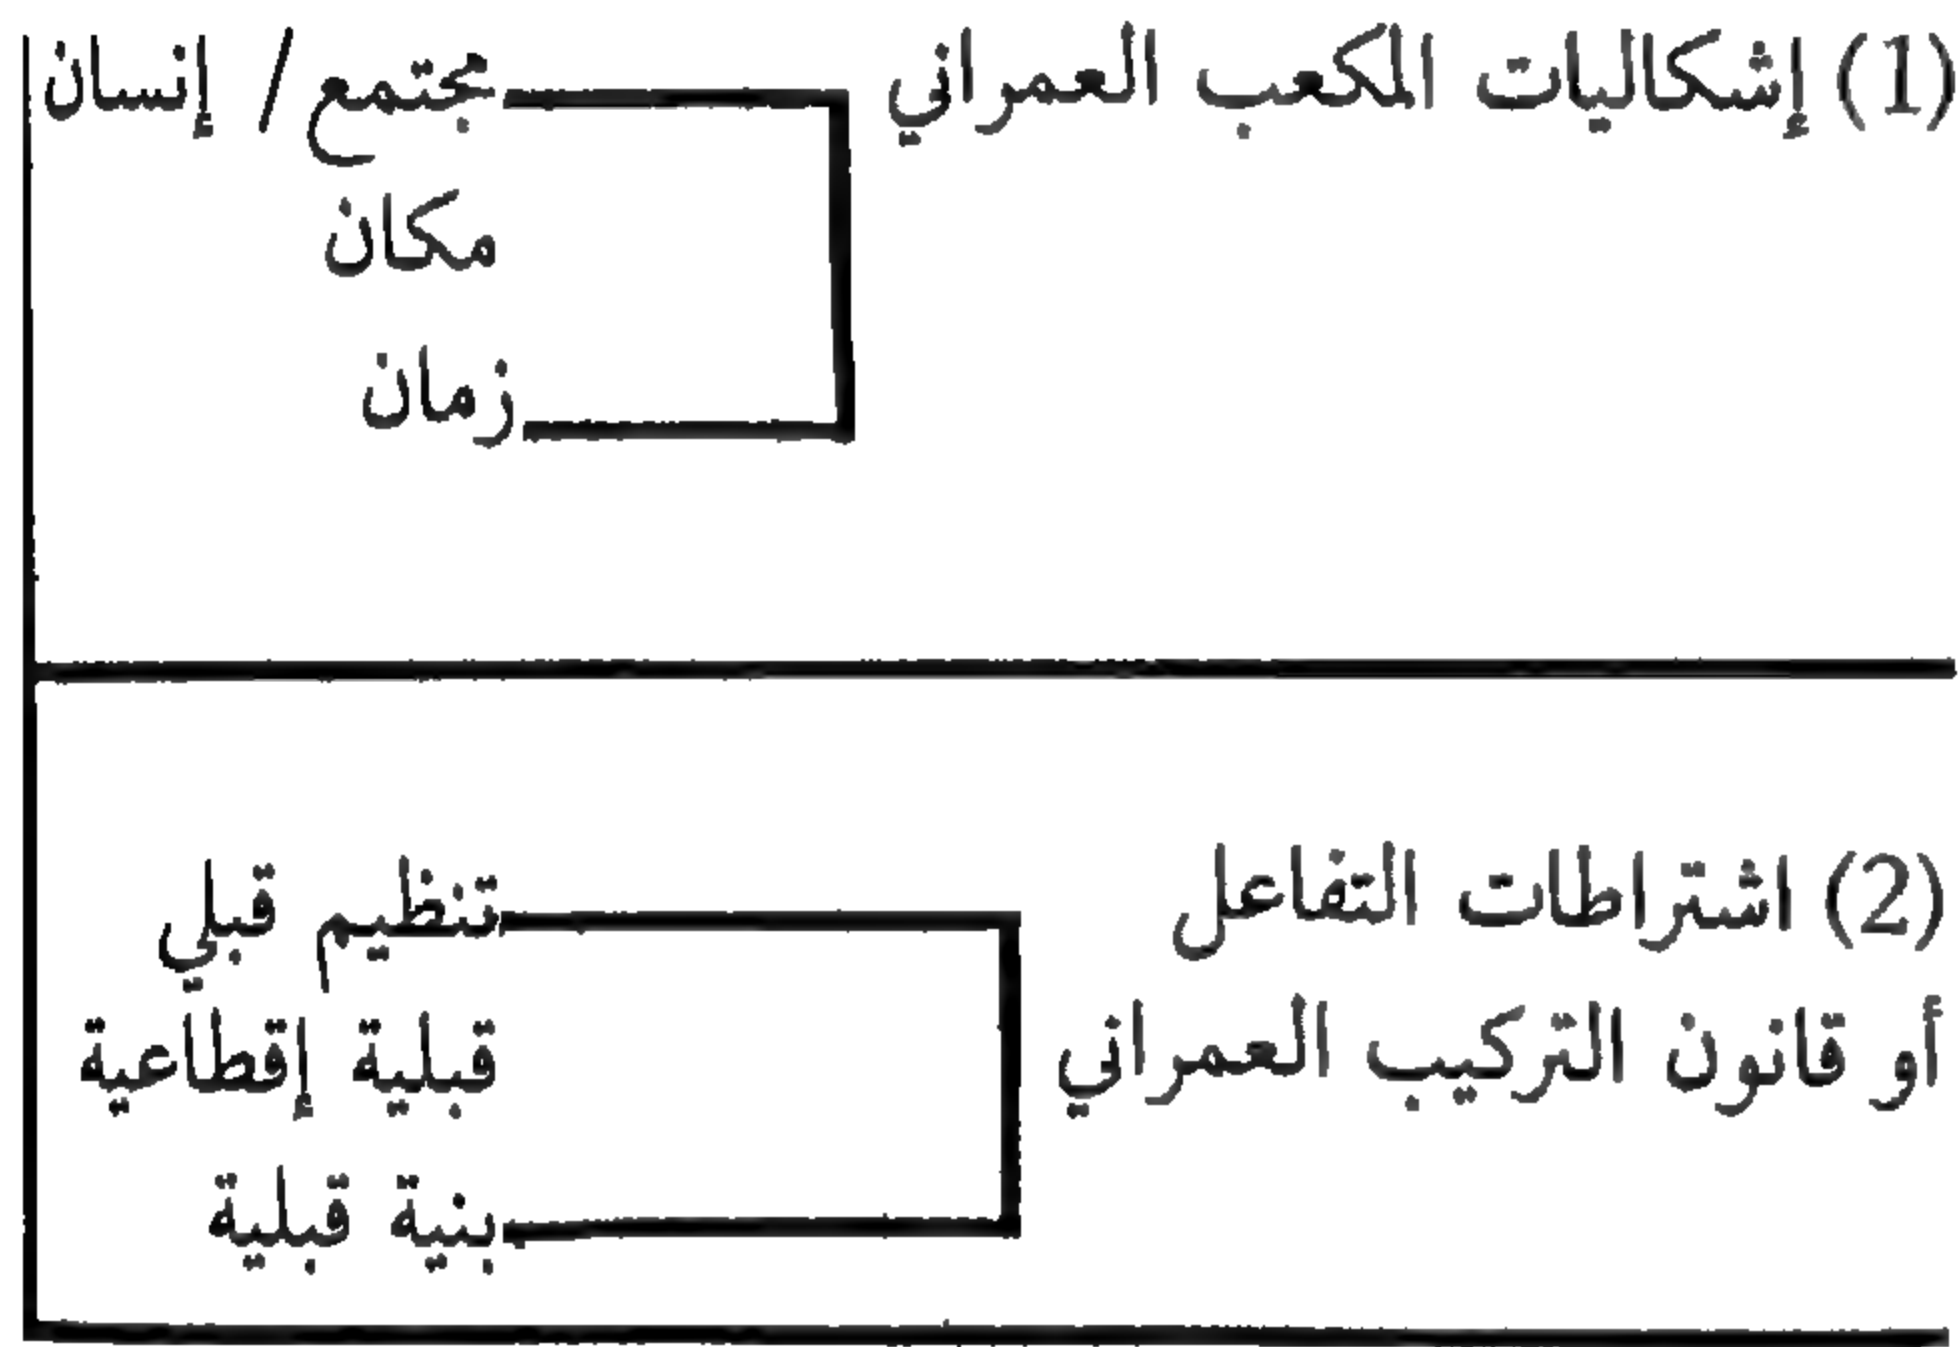 (1) إشكاليات المكعب العمراني مجتمع / إنسان
مكان
زمان
(2) اشتراطات التفاعل تنظيم قبلي
أو قانون التركيب العمراني قبلية إقطاعية
بنية قبلية